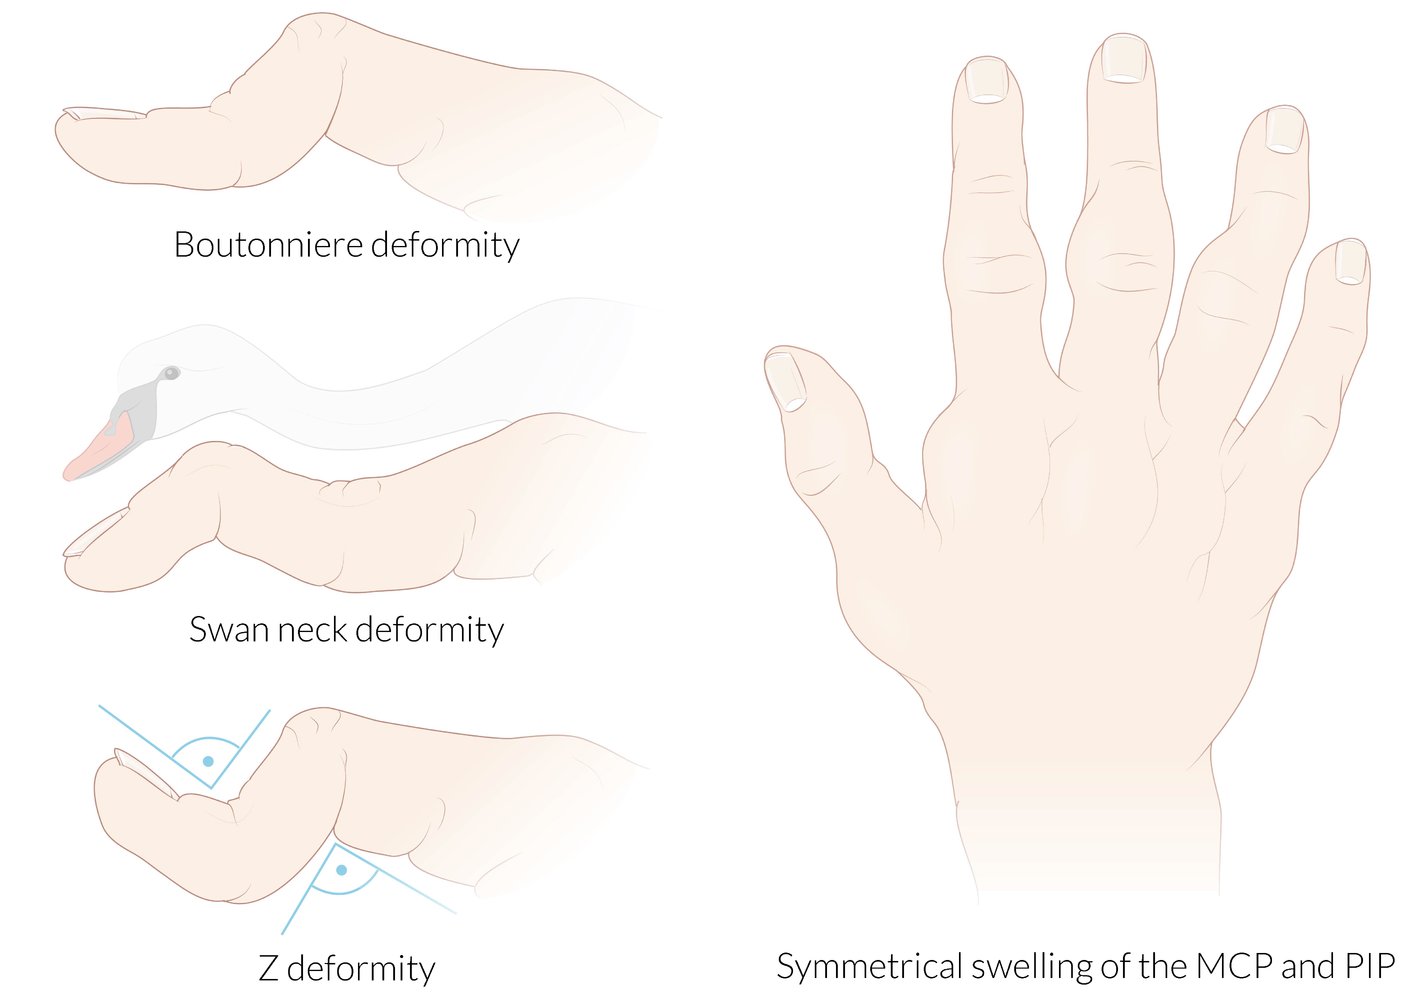 Boutonniere deformity
Swan neck deformity
Z deformity
Symmetrical swelling of the MCP and PIP